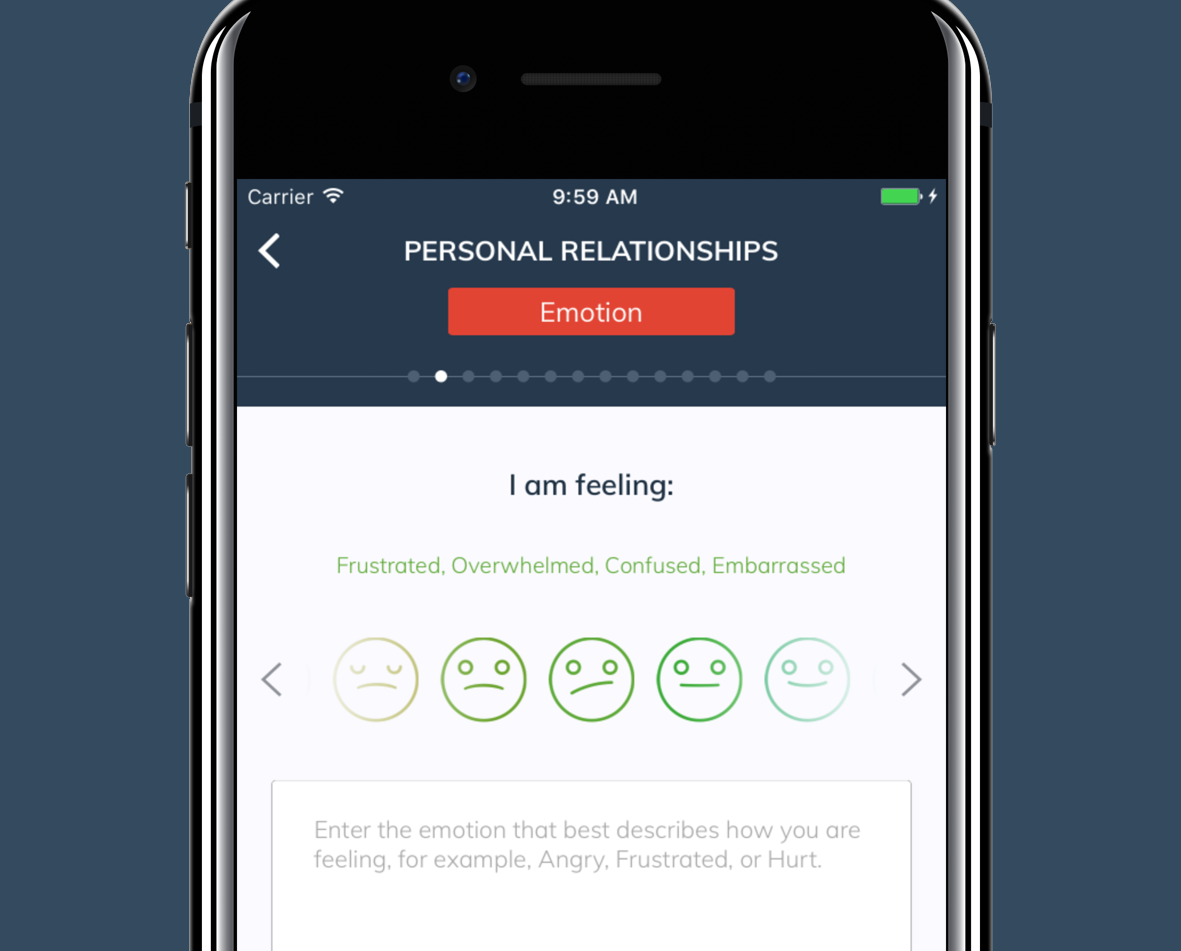 Carrier
9:59 AM
PERSONAL RELATIONSHIPS
Emotion
I am feeling:
Frustrated, Overwhelmed, Confused, Embarrassed
Enter the emotion that best describes how you are
feeling, for example, Angry, Frustrated, or Hurt.